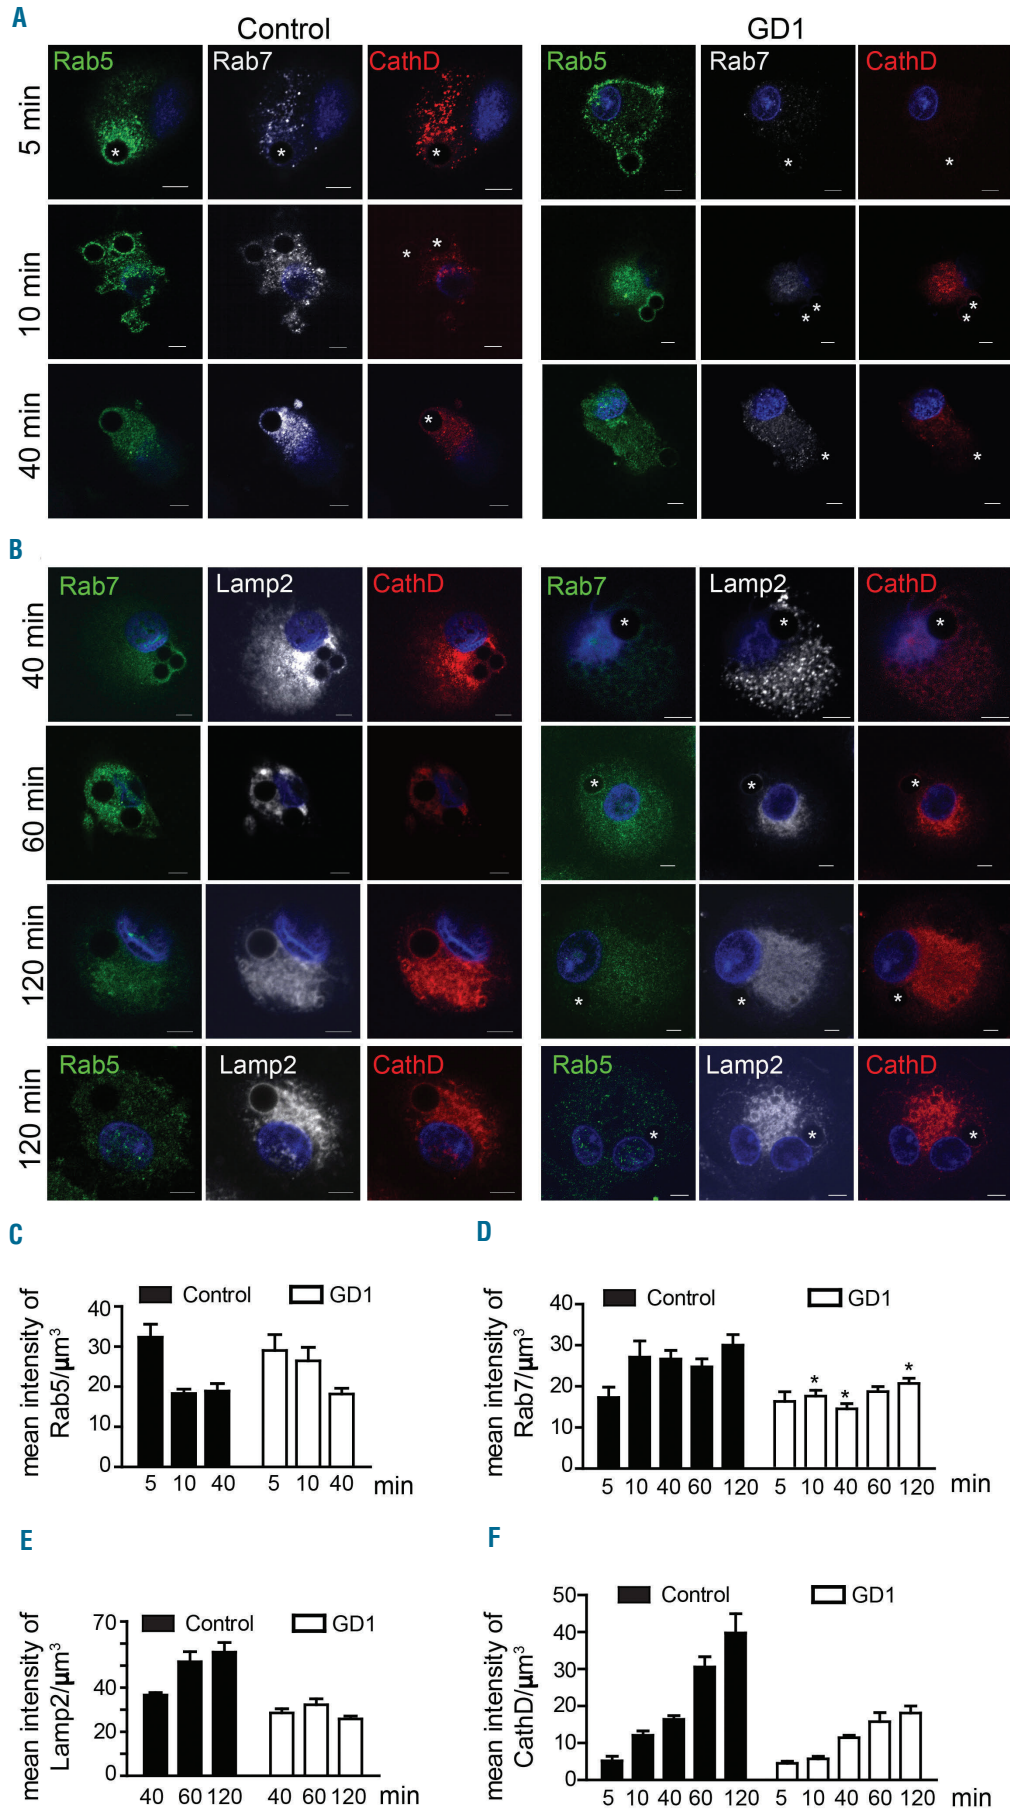 A
Control GD1
Rab5 Rab7 CathD Rab5 Rab7 CathD
5 min
* * * * *
10 min
* * * * * *
40 min
* * *
B
Rab7 Lamp2 CathD Rab7 Lamp2 CathD
40 min
* * *
60 min
* * *
120 min
* * *
Rab5 Lamp2 CathD Rab5 Lamp2 CathD
120 min
* * *
C
mean intensity of
Rab5/µm³
Control GD1
40
30
20
10
0
5 10 40 5 10 40 min
D
mean intensity of
Rab7/µm³
Control GD1
40
30
20
10
0
* * *
5 10 40 60 120 5 10 40 60 120 min
E
mean intensity of
Lamp2/µm³
Control GD1
70
40
20
0
40 60 120 40 60 120 min
F
mean intensity of
CathD/µm³
Control GD1
50
40
30
20
10
0
5 10 40 60 120 5 10 40 60 120 min